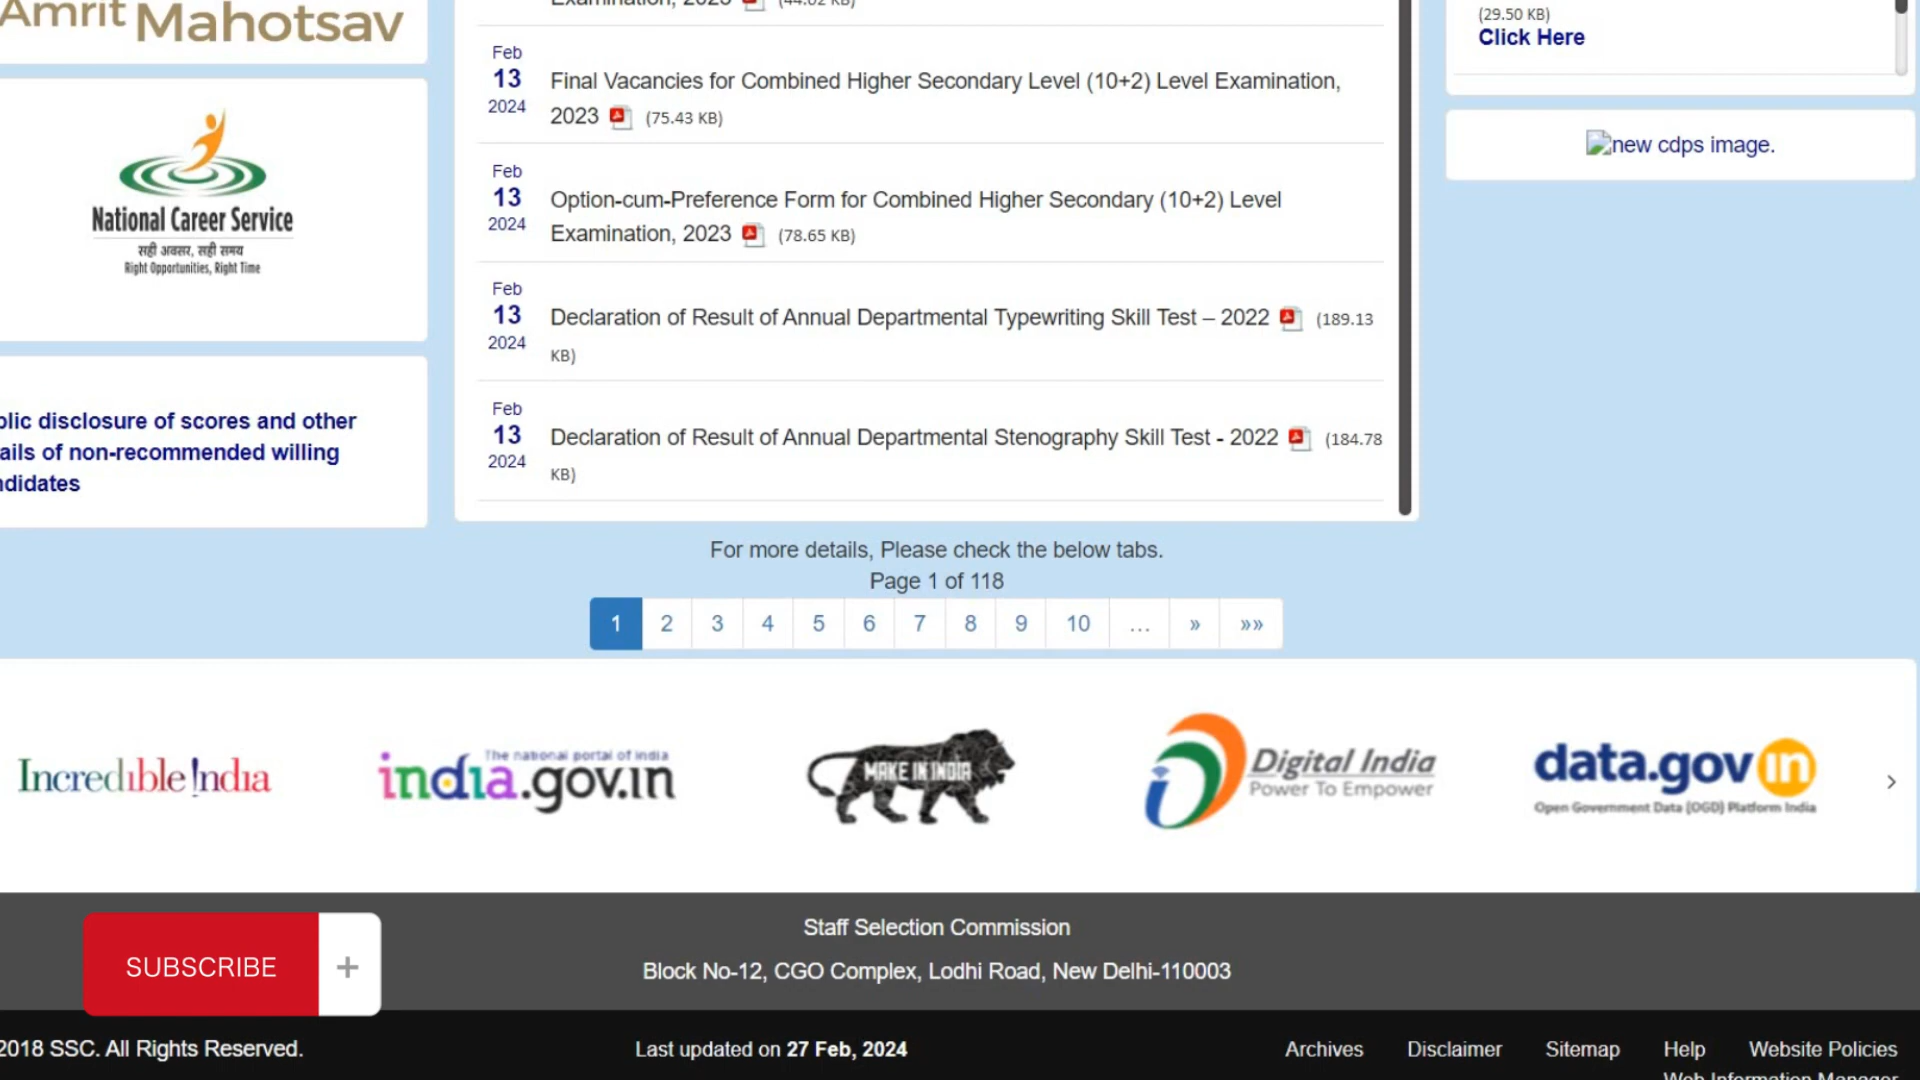 Amrit Mahotsav
National Career Service
सही अवसर, सही समय
Right Opportunities, Right Time
blic disclosure of scores and other
ails of non-recommended willing
ndidates
Examination, 2023 (44.02 KB)
Feb
13
2024
Final Vacancies for Combined Higher Secondary Level (10+2) Level Examination,
2023 (75.43 KB)
Feb
13
2024
Option-cum-Preference Form for Combined Higher Secondary (10+2) Level
Examination, 2023 (78.65 KB)
Feb
13
2024
Declaration of Result of Annual Departmental Typewriting Skill Test – 2022 (189.13
KB)
Feb
13
2024
Declaration of Result of Annual Departmental Stenography Skill Test - 2022 (184.78
KB)
(29.50 KB)
Click Here
new cdps image.
For more details, Please check the below tabs.
Page 1 of 118
1 2 3 4 5 6 7 8 9 10 ... » »»
Incredible !ndia
The national portal of india
india.gov.in
MAKE IN INDIA
Digital India
Power To Empower
data.gov in
Open Government Data (OGD) Platform India
Staff Selection Commission
Block No-12, CGO Complex, Lodhi Road, New Delhi-110003
SUBSCRIBE +
2018 SSC. All Rights Reserved.
Last updated on 27 Feb, 2024
Archives Disclaimer Sitemap Help Website Policies
Web Information Manager